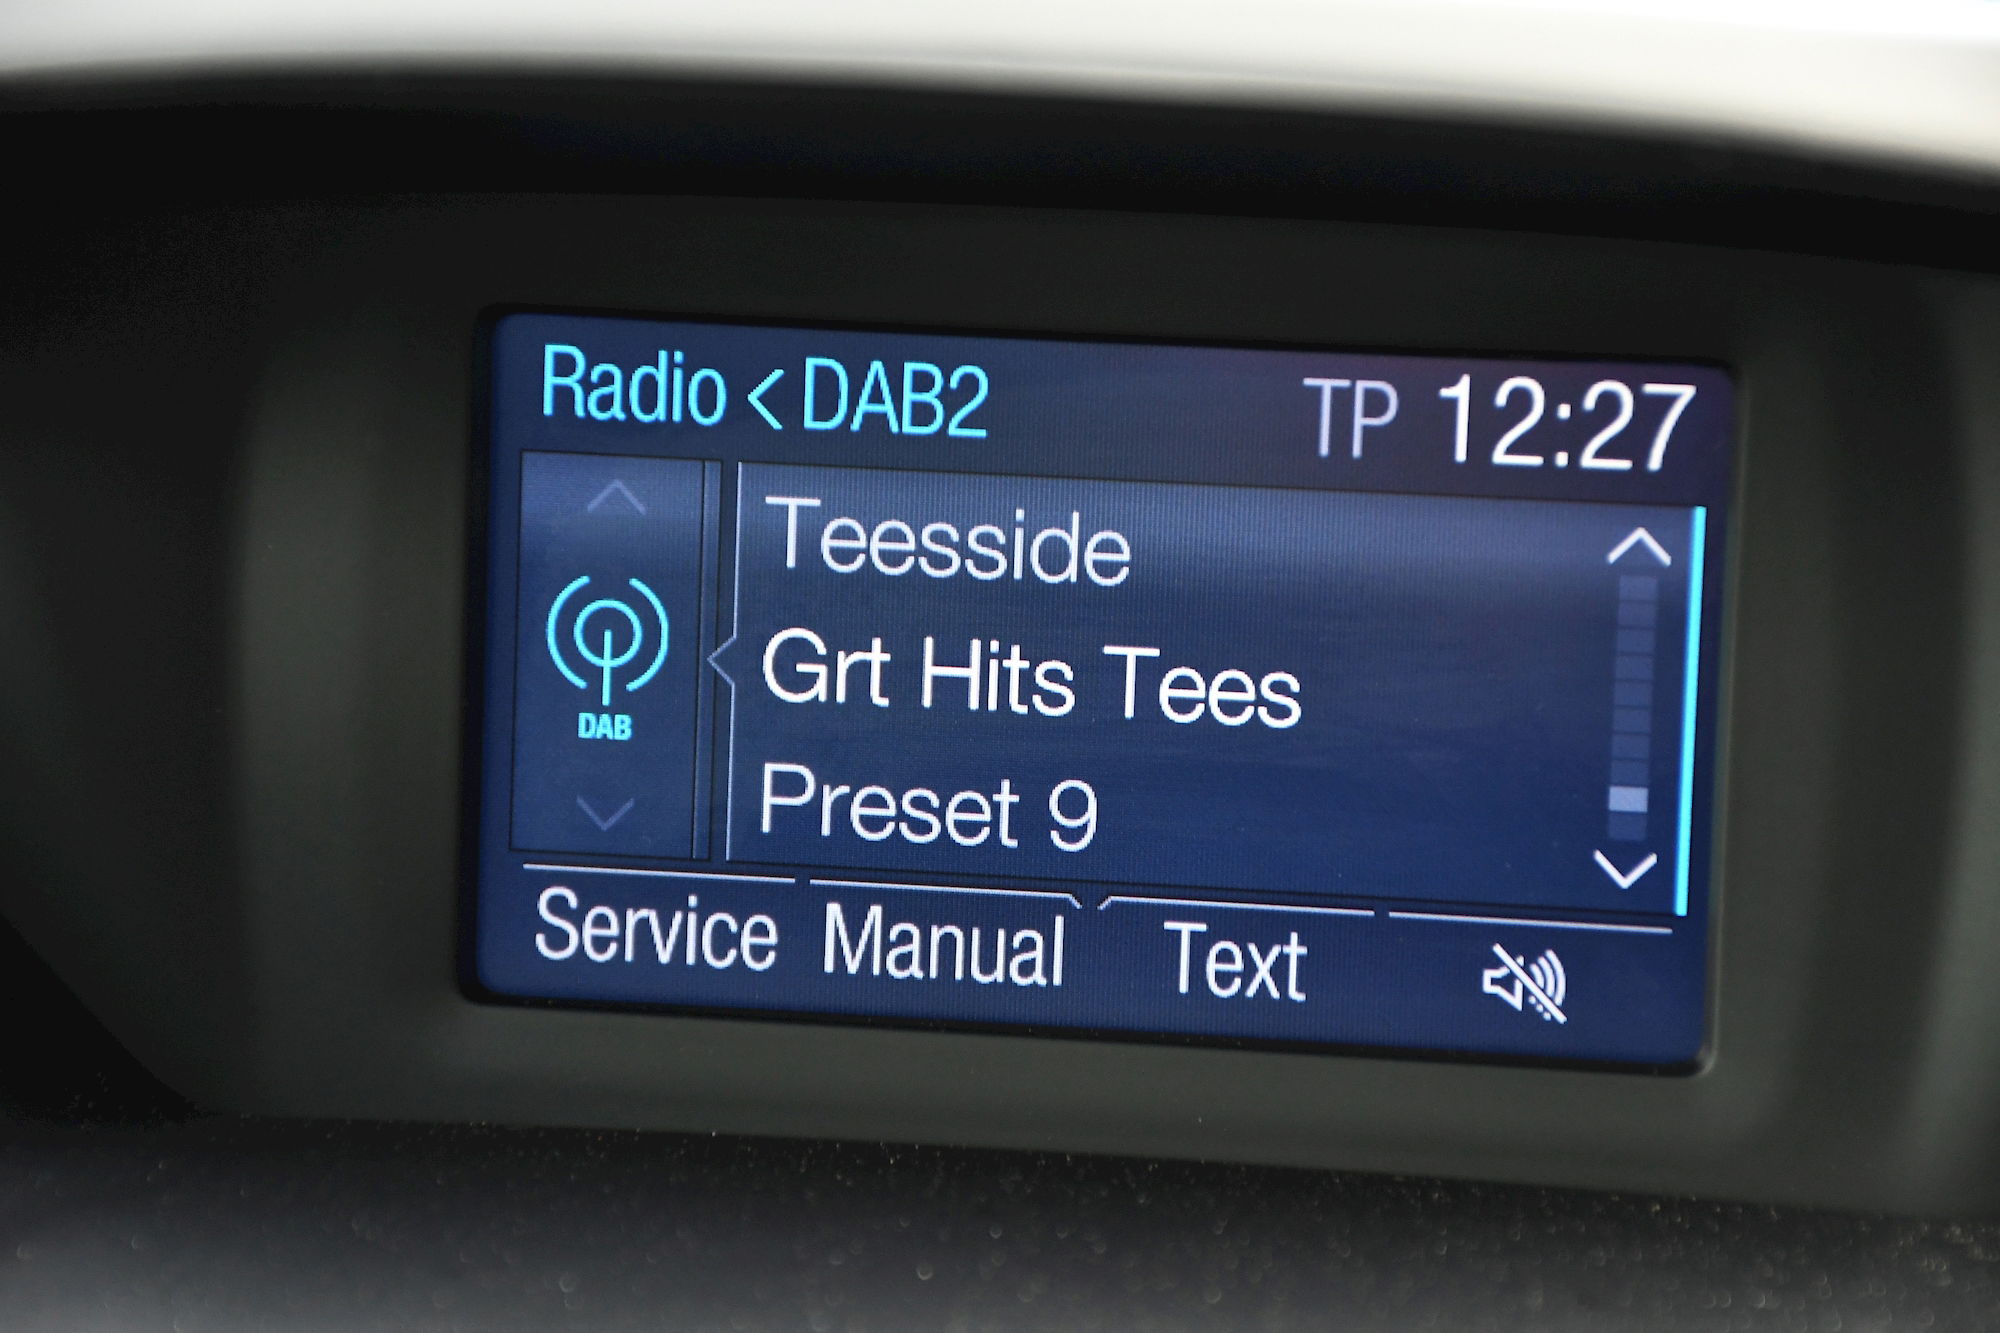 Radio < DAB2 TP 12:27
Teesside
Grt Hits Tees
DAB
Preset 9
Service Manual Text